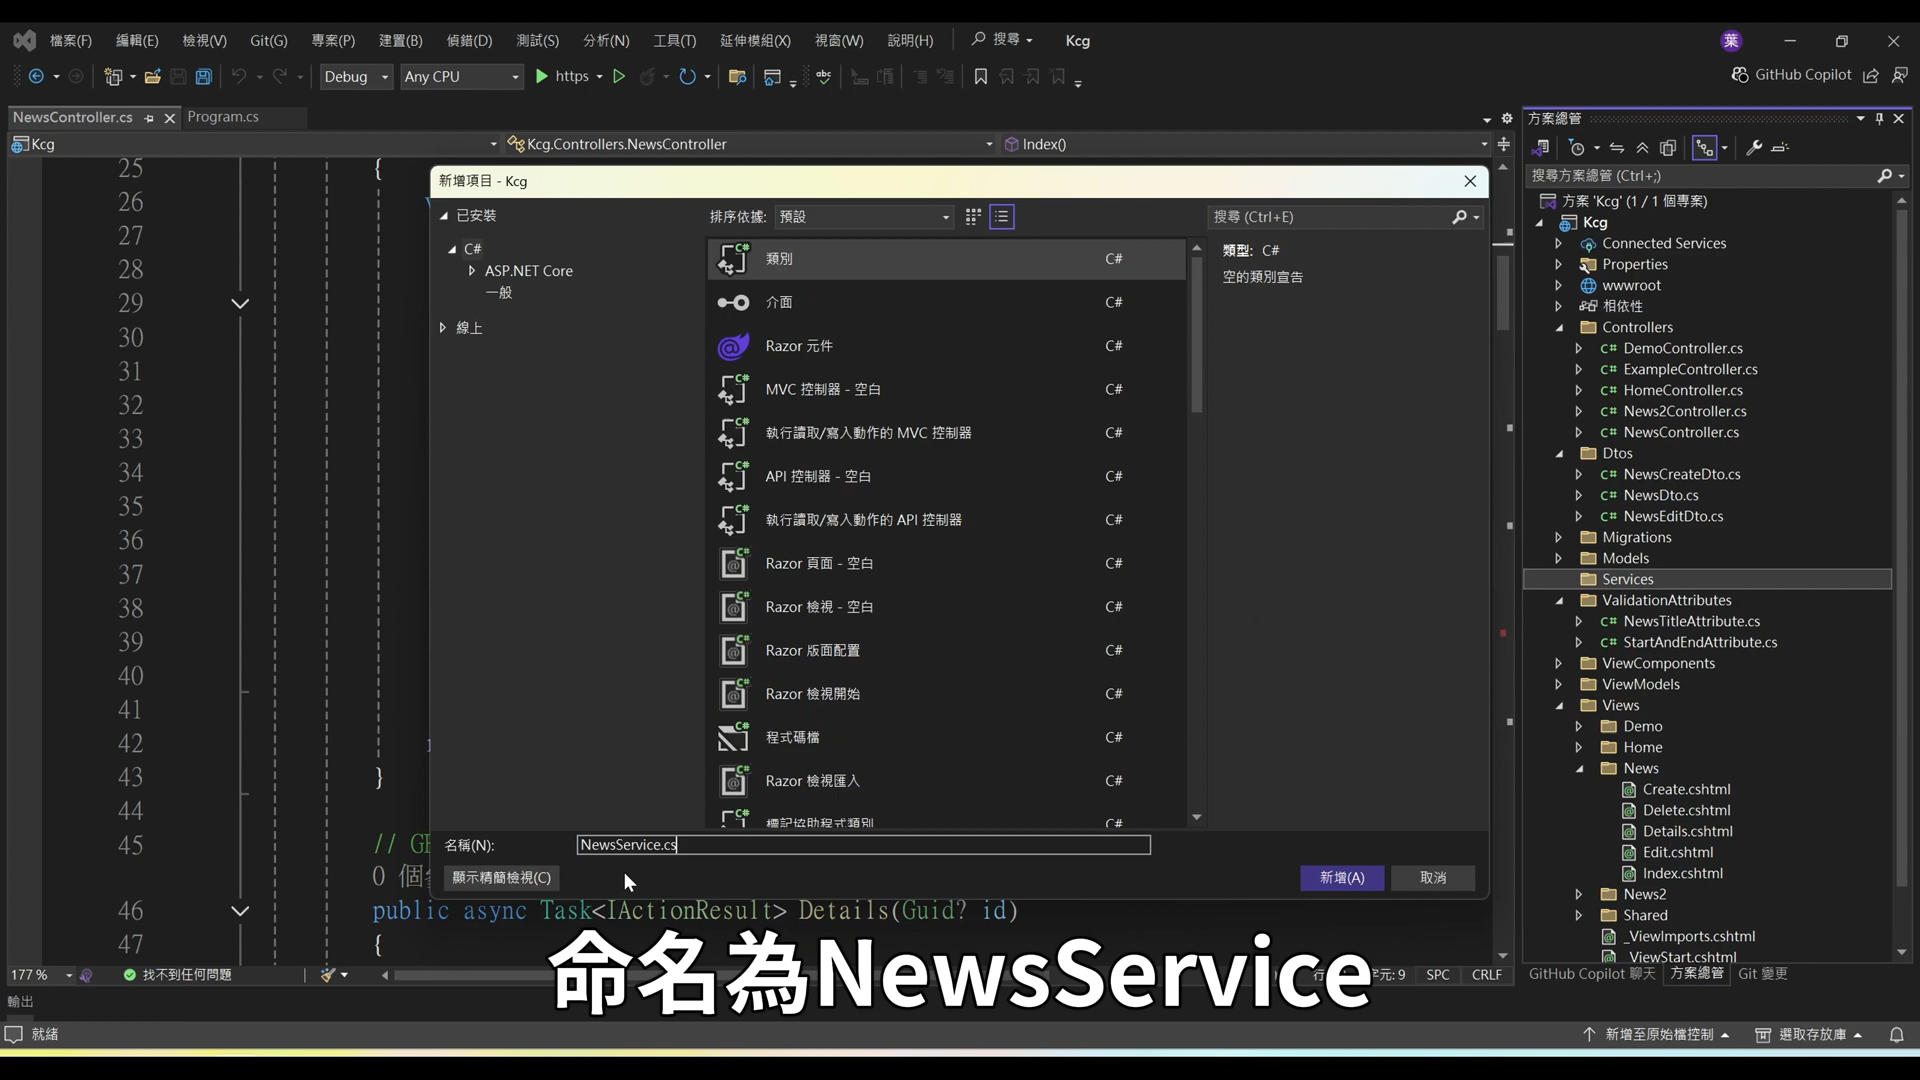 檔案(F) 編輯(E) 檢視(V) Git(G) 專案(P) 建置(B) 偵錯(D) 測試(S) 分析(N) 工具(T) 延伸模組(X) 視窗(W) 說明(H) 搜尋 Kcg 葉
Debug Any CPU https abc GitHub Copilot
NewsController.cs Program.cs
Kcg Kcg.Controllers.NewsController Index()
25 {
26
27
28
29
30
31
32
33
34
35
36
37
38
39
40
41
42
43 }
44
45 // GE
0 個
46 public async Task<IActionResult> Details(Guid? id)
47 {
新增項目 - Kcg
已安裝
C#
ASP.NET Core
一般
線上
排序依據: 預設
類別 C#
介面 C#
Razor 元件 C#
MVC 控制器 - 空白 C#
執行讀取/寫入動作的 MVC 控制器 C#
API 控制器 - 空白 C#
執行讀取/寫入動作的 API 控制器 C#
Razor 頁面 - 空白 C#
Razor 檢視 - 空白 C#
Razor 版面配置 C#
Razor 檢視開始 C#
程式碼檔 C#
Razor 檢視匯入 C#
標記協助程式類別 C#
搜尋 (Ctrl+E)
類型: C#
空的類別宣告
名稱(N): NewsService.cs
顯示精簡檢視(C) 新增(A) 取消
方案總管
搜尋方案總管 (Ctrl+;)
方案 'Kcg' (1 / 1 個專案)
Kcg
Connected Services
Properties
wwwroot
相依性
Controllers
C# DemoController.cs
C# ExampleController.cs
C# HomeController.cs
C# News2Controller.cs
C# NewsController.cs
Dtos
C# NewsCreateDto.cs
C# NewsDto.cs
C# NewsEditDto.cs
Migrations
Models
Services
ValidationAttributes
C# NewsTitleAttribute.cs
C# StartAndEndAttribute.cs
ViewComponents
ViewModels
Views
Demo
Home
News
Create.cshtml
Delete.cshtml
Details.cshtml
Edit.cshtml
Index.cshtml
News2
Shared
_ViewImports.cshtml
_ViewStart.cshtml
GitHub Copilot 聊天 方案總管 Git 變更
177 % 找不到任何問題 字元: 9 SPC CRLF
命名為NewsService
輸出
就緒 新增至原始檔控制 選取存放庫